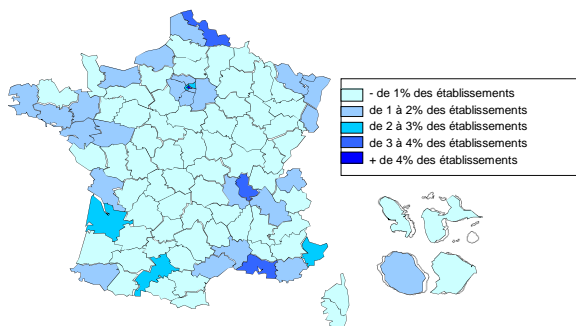 - de 1% des établissements
de 1 à 2% des établissements
de 2 à 3% des établissements
de 3 à 4% des établissements
+ de 4% des établissements